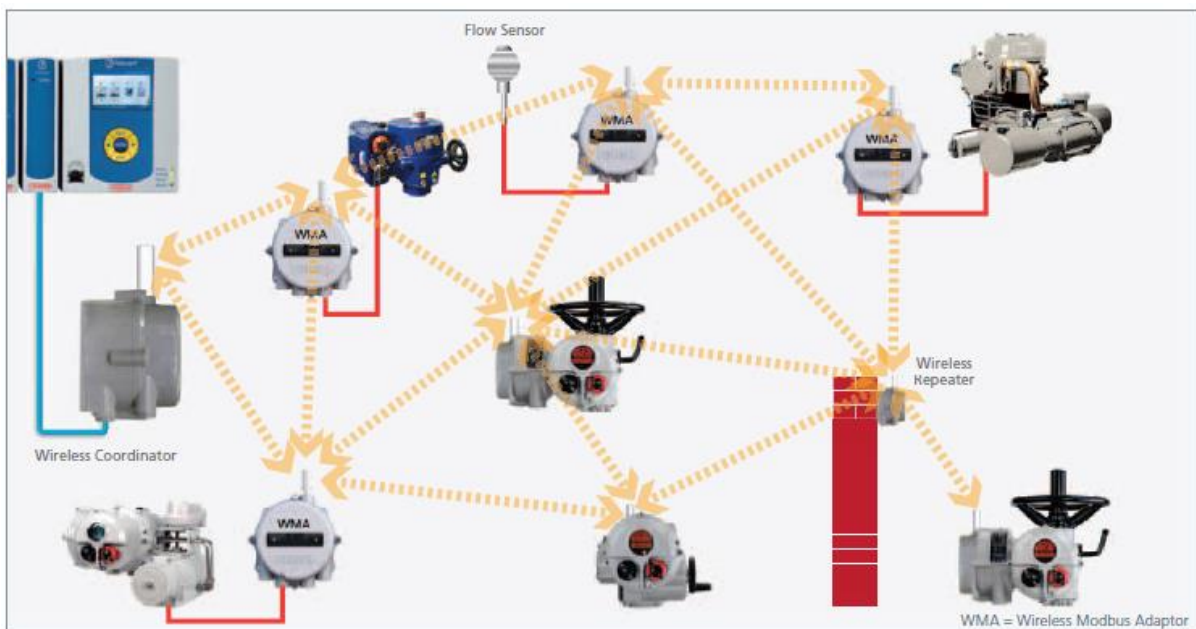 Flow Sensor
WMA
WMA
WMA
Wireless
Repeater
Wireless Coordinator
WMA
WMA = Wireless Modbus Adaptor